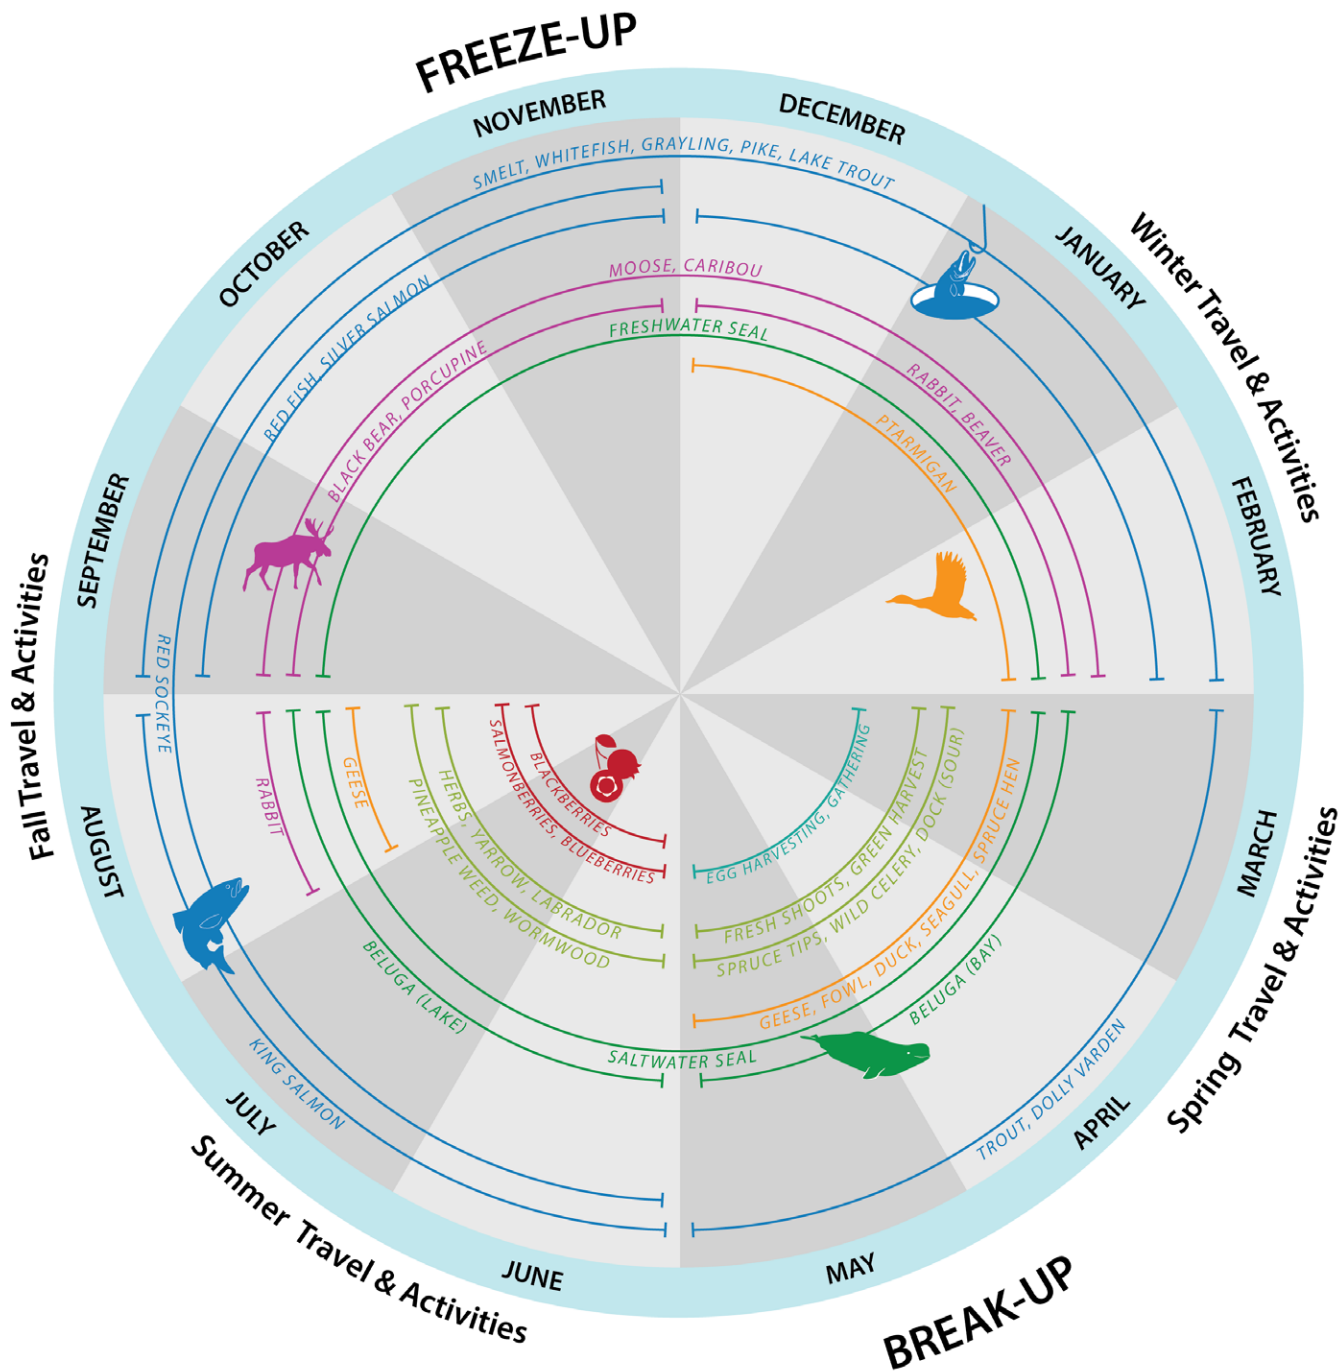 FREEZE-UP
NOVEMBER
DECEMBER
JANUARY
FEBRUARY
MARCH
APRIL
MAY
JUNE
JULY
AUGUST
SEPTEMBER
OCTOBER
Winter Travel & Activities
Spring Travel & Activities
BREAK-UP
Summer Travel & Activities
Fall Travel & Activities
SMELT, WHITEFISH, GRAYLING, PIKE, LAKE TROUT
RED FISH, SILVER SALMON
MOOSE, CARIBOU
BLACK BEAR, PORCUPINE
FRESHWATER SEAL
RABBIT, BEAVER
PTARMIGAN
RED SOCKEYE
RABBIT
GEESE
HERBS, YARROW, LABRADOR
PINEAPPLE WEED, WORMWOOD
SALMONBERRIES, BLUEBERRIES
BLACKBERRIES
BELUGA (LAKE)
KING SALMON
SALTWATER SEAL
EGG HARVESTING, GATHERING
FRESH SHOOTS, GREEN HARVEST
SPRUCE TIPS, WILD CELERY, DOCK (SOUR)
GEESE, FOWL, DUCK, SEAGULL, SPRUCE HEN
BELUGA (BAY)
TROUT, DOLLY VARDEN